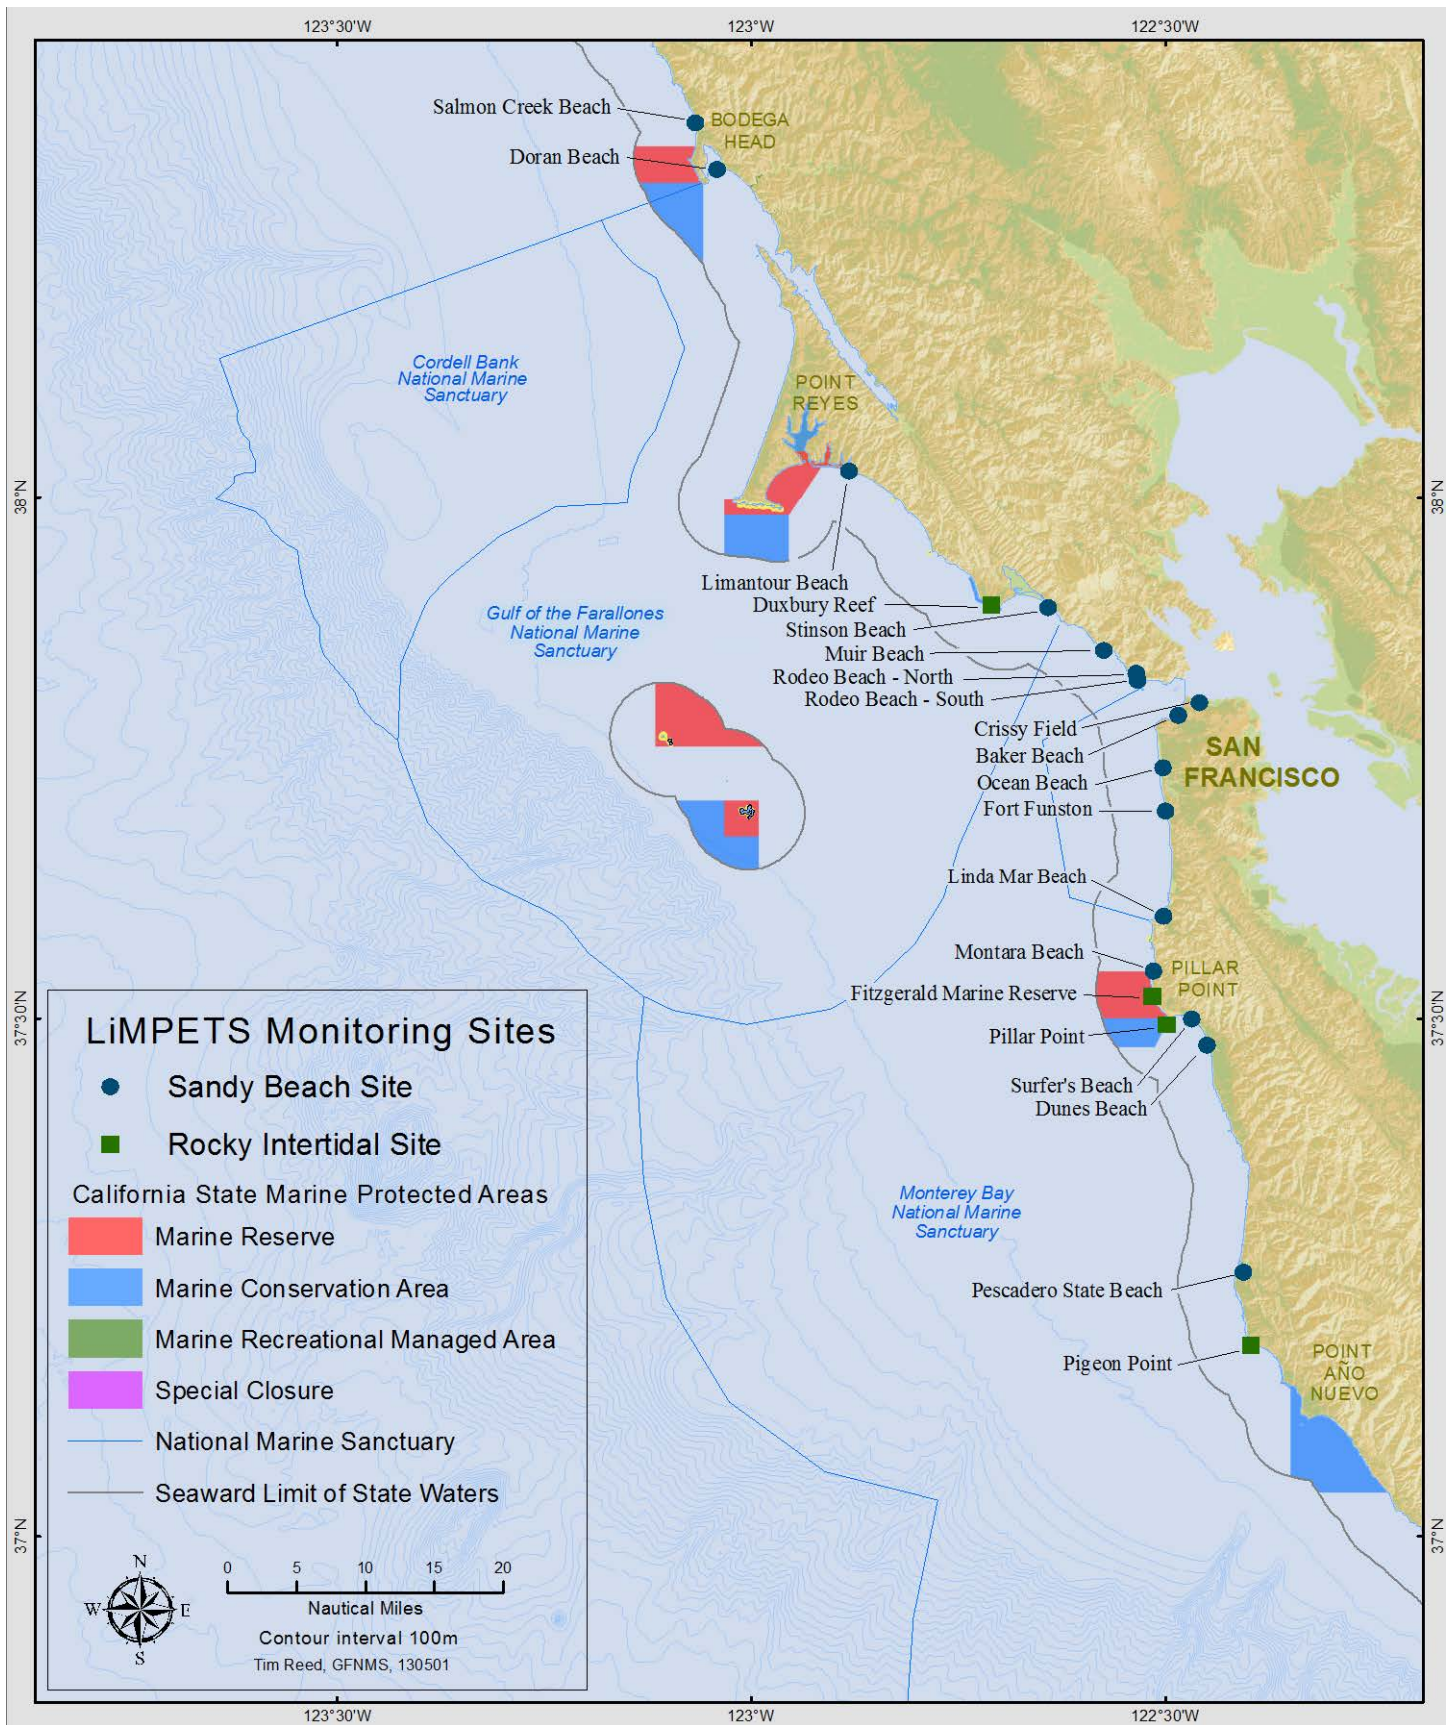 123°30'W
123°W
122°30'W
Salmon Creek Beach
BODEGA
HEAD
Doran Beach
Cordell Bank
National Marine
Sanctuary
POINT
REYES
38°N
38°N
Limantour Beach
Duxbury Reef
Stinson Beach
Muir Beach
Rodeo Beach - North
Rodeo Beach - South
Gulf of the Farallones
National Marine
Sanctuary
Crissy Field
Baker Beach
Ocean Beach
Fort Funston
SAN
FRANCISCO
Linda Mar Beach
Montara Beach
PILLAR
POINT
Fitzgerald Marine Reserve
Pillar Point
37°30'N
37°30'N
Surfer's Beach
Dunes Beach
Monterey Bay
National Marine
Sanctuary
Pescadero State Beach
Pigeon Point
POINT
AÑO
NUEVO
37°N
37°N
LiMPETS Monitoring Sites
Sandy Beach Site
Rocky Intertidal Site
California State Marine Protected Areas
Marine Reserve
Marine Conservation Area
Marine Recreational Managed Area
Special Closure
National Marine Sanctuary
Seaward Limit of State Waters
N
W E
S
0 5 10 15 20
Nautical Miles
Contour interval 100m
Tim Reed, GFNMS, 130501
123°30'W
123°W
122°30'W